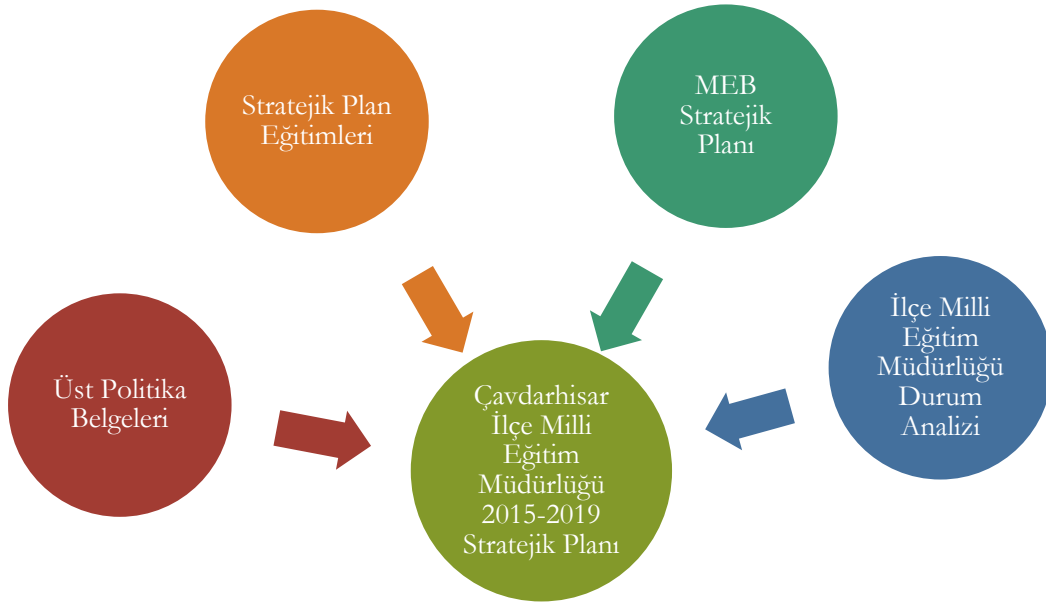 Stratejik Plan
Eğitimleri
MEB
Stratejik
Planı
Üst Politika
Belgeleri
İlçe Milli
Eğitim
Müdürlüğü
Durum
Analizi
Çavdarhisar
İlçe Milli
Eğitim
Müdürlüğü
2015-2019
Stratejik Planı